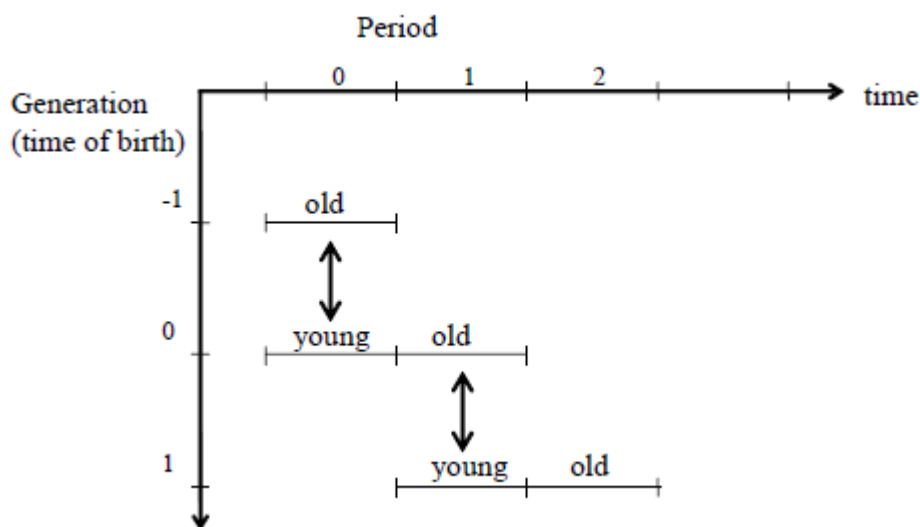 Period
0 1 2
time
Generation
(time of birth)
-1
old
0
young old
1
young old